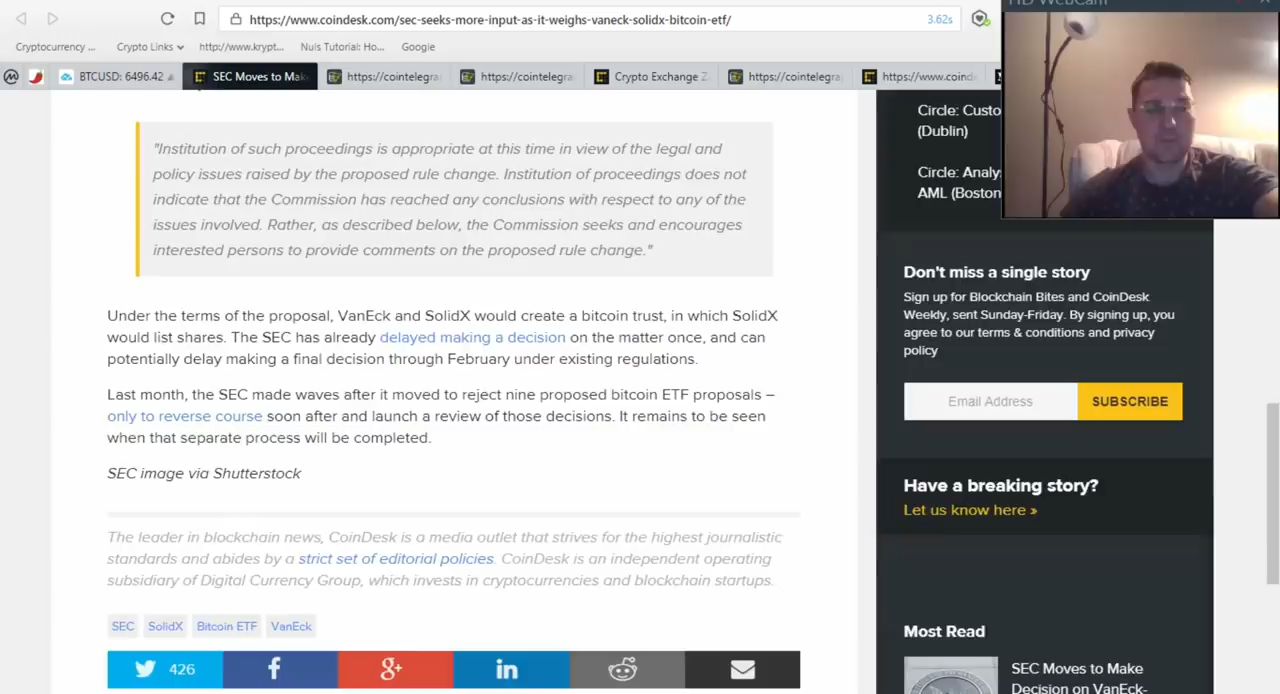 HD WebCam
https://www.coindesk.com/sec-seeks-more-input-as-it-weighs-vaneck-solidx-bitcoin-etf/
3.62s
Cryptocurrency ...
Crypto Links
http://www.krypt...
Nuls Tutorial: Ho...
Google
BTCUSD: 6496.42
SEC Moves to Mak
https://cointelegra
https://cointelegra
Crypto Exchange Z
https://cointelegra
https://www.coind
"Institution of such proceedings is appropriate at this time in view of the legal and
policy issues raised by the proposed rule change. Institution of proceedings does not
indicate that the Commission has reached any conclusions with respect to any of the
issues involved. Rather, as described below, the Commission seeks and encourages
interested persons to provide comments on the proposed rule change."
Under the terms of the proposal, VanEck and SolidX would create a bitcoin trust, in which SolidX
would list shares. The SEC has already delayed making a decision on the matter once, and can
potentially delay making a final decision through February under existing regulations.
Last month, the SEC made waves after it moved to reject nine proposed bitcoin ETF proposals –
only to reverse course soon after and launch a review of those decisions. It remains to be seen
when that separate process will be completed.
SEC image via Shutterstock
The leader in blockchain news, CoinDesk is a media outlet that strives for the highest journalistic
standards and abides by a strict set of editorial policies. CoinDesk is an independent operating
subsidiary of Digital Currency Group, which invests in cryptocurrencies and blockchain startups.
SEC
SolidX
Bitcoin ETF
VanEck
426
Circle: Custo
(Dublin)
Circle: Analy
AML (Boston
Don't miss a single story
Sign up for Blockchain Bites and CoinDesk
Weekly, sent Sunday-Friday. By signing up, you
agree to our terms & conditions and privacy
policy
Email Address
SUBSCRIBE
Have a breaking story?
Let us know here »
Most Read
SEC Moves to Make
Decision on VanEck-